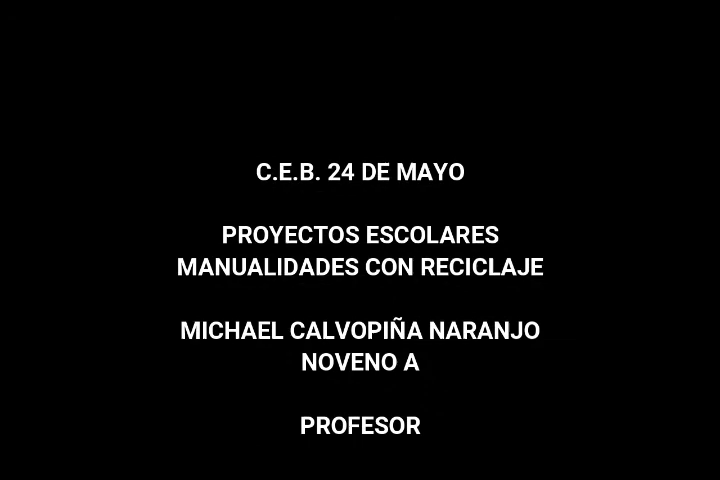 C.E.B. 24 DE MAYO
PROYECTOS ESCOLARES
MANUALIDADES CON RECICLAJE
MICHAEL CALVOPIÑA NARANJO
NOVENO A
PROFESOR